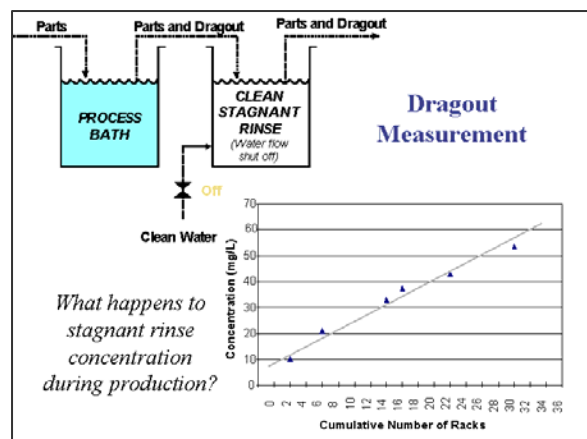 Parts
Parts and Dragout
Parts and Dragout
PROCESS
BATH
CLEAN
STAGNANT
RINSE
(Water flow
shut off)
Dragout
Measurement
Off
Clean Water
What happens to
stagnant rinse
concentration
during production?
Concentration (mg/L)
70
60
50
40
30
20
10
0
0 2 4 6 8 10 12 14 16 18 20 22 24 26 28 30 32 34 36
Cumulative Number of Racks